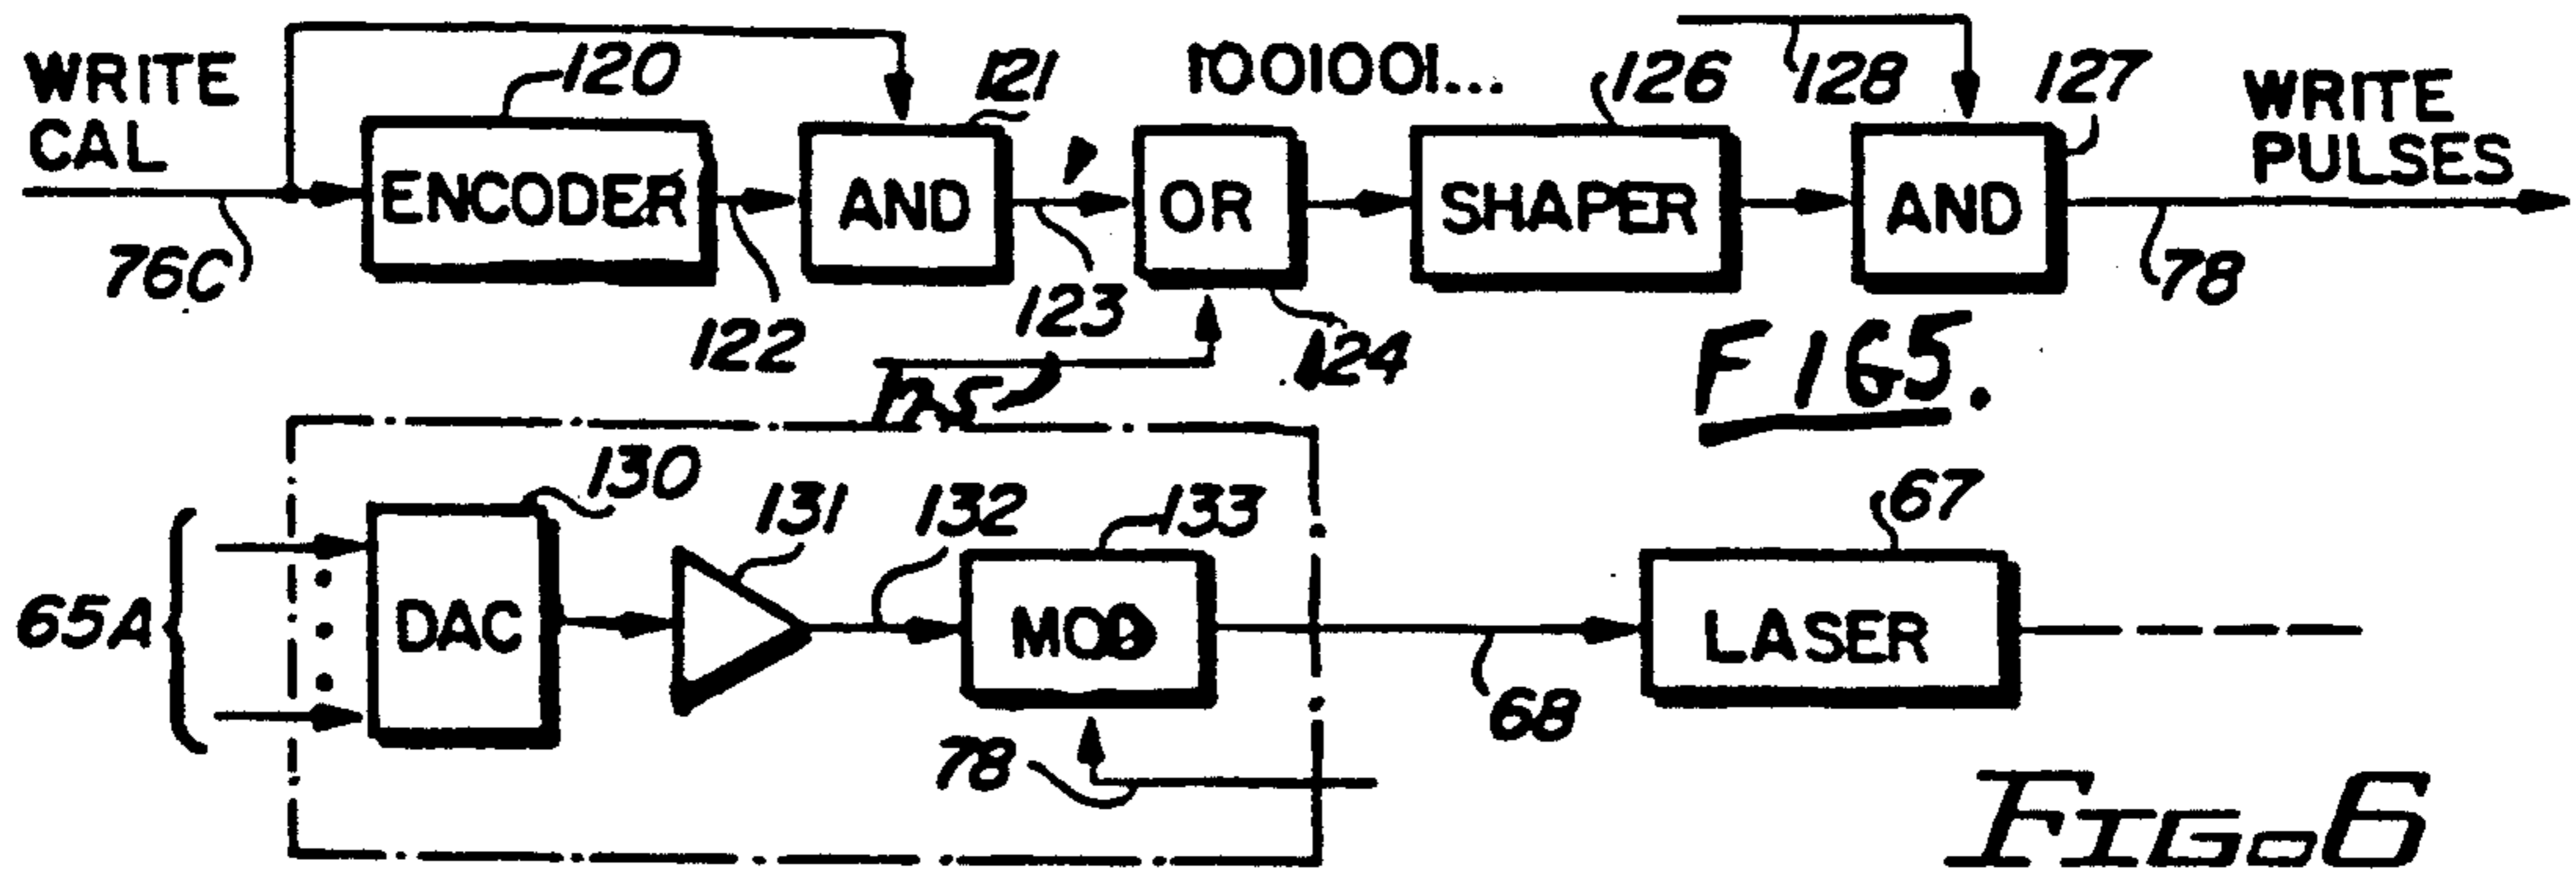 WRITE
CAL
76C
120
ENCODER
122
121
AND
123
1001001...
OR
124
125
126
SHAPER
128
127
AND
WRITE
PULSES
78
FIG5.
65A
130
DAC
131
132
133
MOD
78
68
67
LASER
FIG. 6